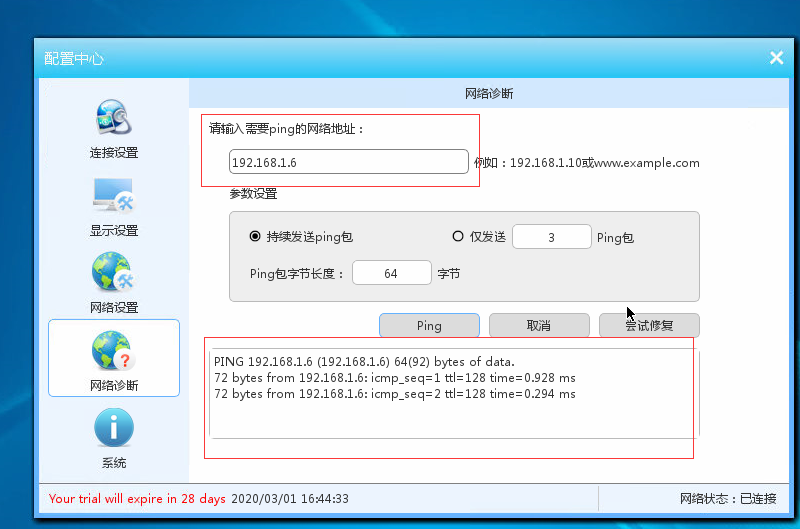 配置中心
网络诊断
连接设置
显示设置
网络设置
网络诊断
系统
请输入需要ping的网络地址：
192.168.1.6
例如：192.168.1.10或www.example.com
参数设置
持续发送ping包
仅发送 3 Ping包
Ping包字节长度： 64 字节
Ping
取消
尝试修复
PING 192.168.1.6 (192.168.1.6) 64(92) bytes of data.
72 bytes from 192.168.1.6: icmp_seq=1 ttl=128 time=0.928 ms
72 bytes from 192.168.1.6: icmp_seq=2 ttl=128 time=0.294 ms
Your trial will expire in 28 days 2020/03/01 16:44:33
网络状态：已连接